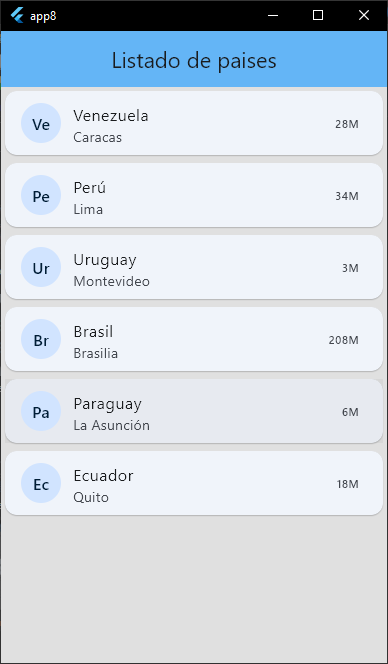 app8
Listado de paises
Ve
Venezuela
Caracas
28M
Pe
Perú
Lima
34M
Ur
Uruguay
Montevideo
3M
Br
Brasil
Brasilia
208M
Pa
Paraguay
La Asunción
6M
Ec
Ecuador
Quito
18M